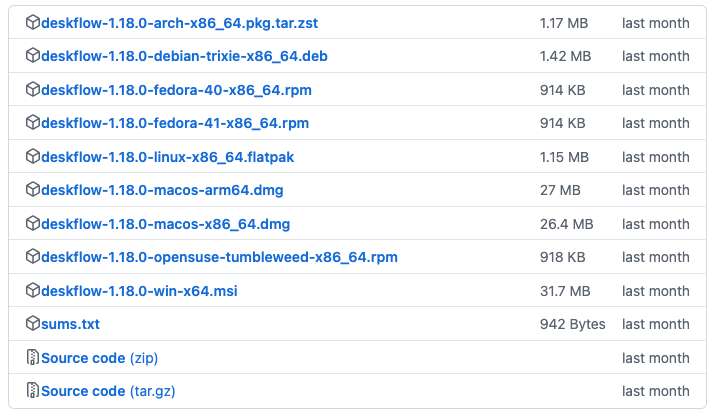 deskflow-1.18.0-arch-x86_64.pkg.tar.zst 1.17 MB last month
deskflow-1.18.0-debian-trixie-x86_64.deb 1.42 MB last month
deskflow-1.18.0-fedora-40-x86_64.rpm 914 KB last month
deskflow-1.18.0-fedora-41-x86_64.rpm 914 KB last month
deskflow-1.18.0-linux-x86_64.flatpak 1.15 MB last month
deskflow-1.18.0-macos-arm64.dmg 27 MB last month
deskflow-1.18.0-macos-x86_64.dmg 26.4 MB last month
deskflow-1.18.0-opensuse-tumbleweed-x86_64.rpm 918 KB last month
deskflow-1.18.0-win-x64.msi 31.7 MB last month
sums.txt 942 Bytes last month
Source code (zip) last month
Source code (tar.gz) last month